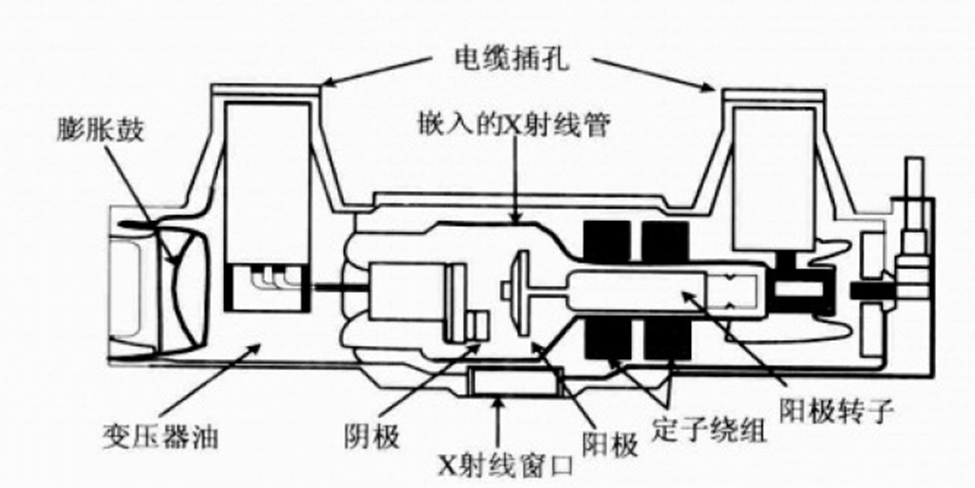 电缆插孔
膨胀鼓
嵌入的X射线管
变压器油
阴极
X射线窗口
阳极
定子绕组
阳极转子